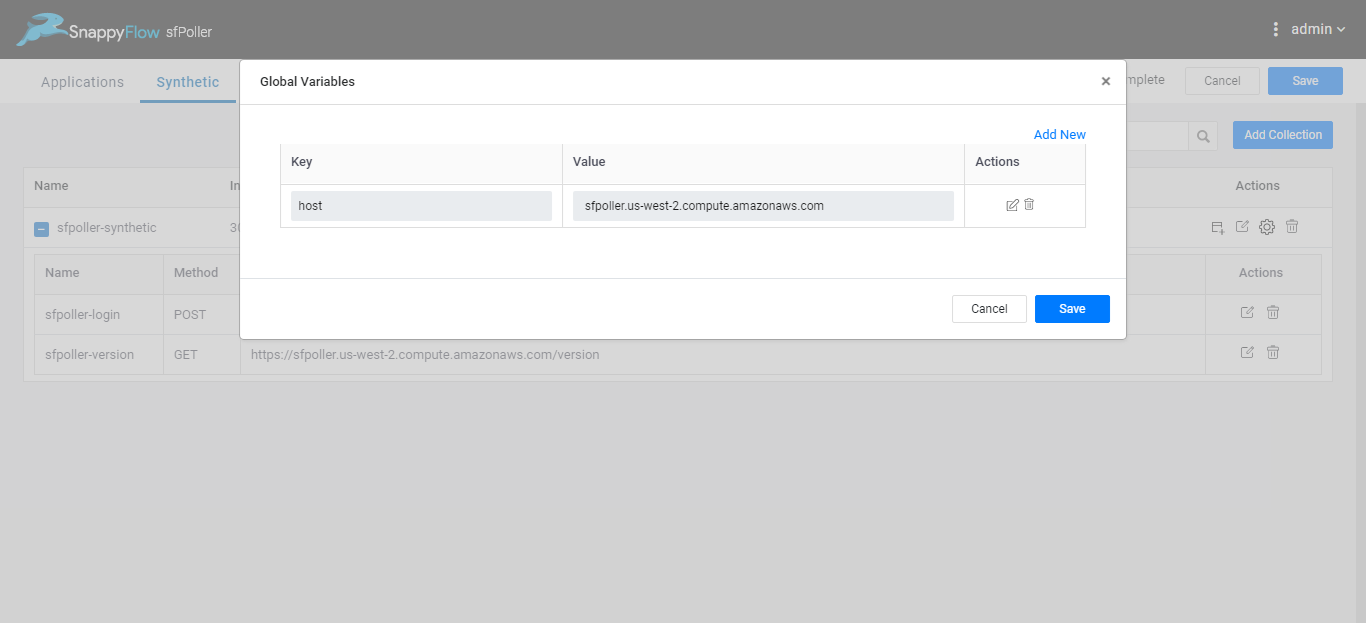 SnappyFlow sfPoller
admin
Applications Synthetic
Cancel Save
Global Variables
×
Add New
Key Value Actions
host sfpoller.us-west-2.compute.amazonaws.com
Cancel Save
Add Collection
Name Actions
sfpoller-synthetic
Name Method Actions
sfpoller-login POST
sfpoller-version GET https://sfpoller.us-west-2.compute.amazonaws.com/version